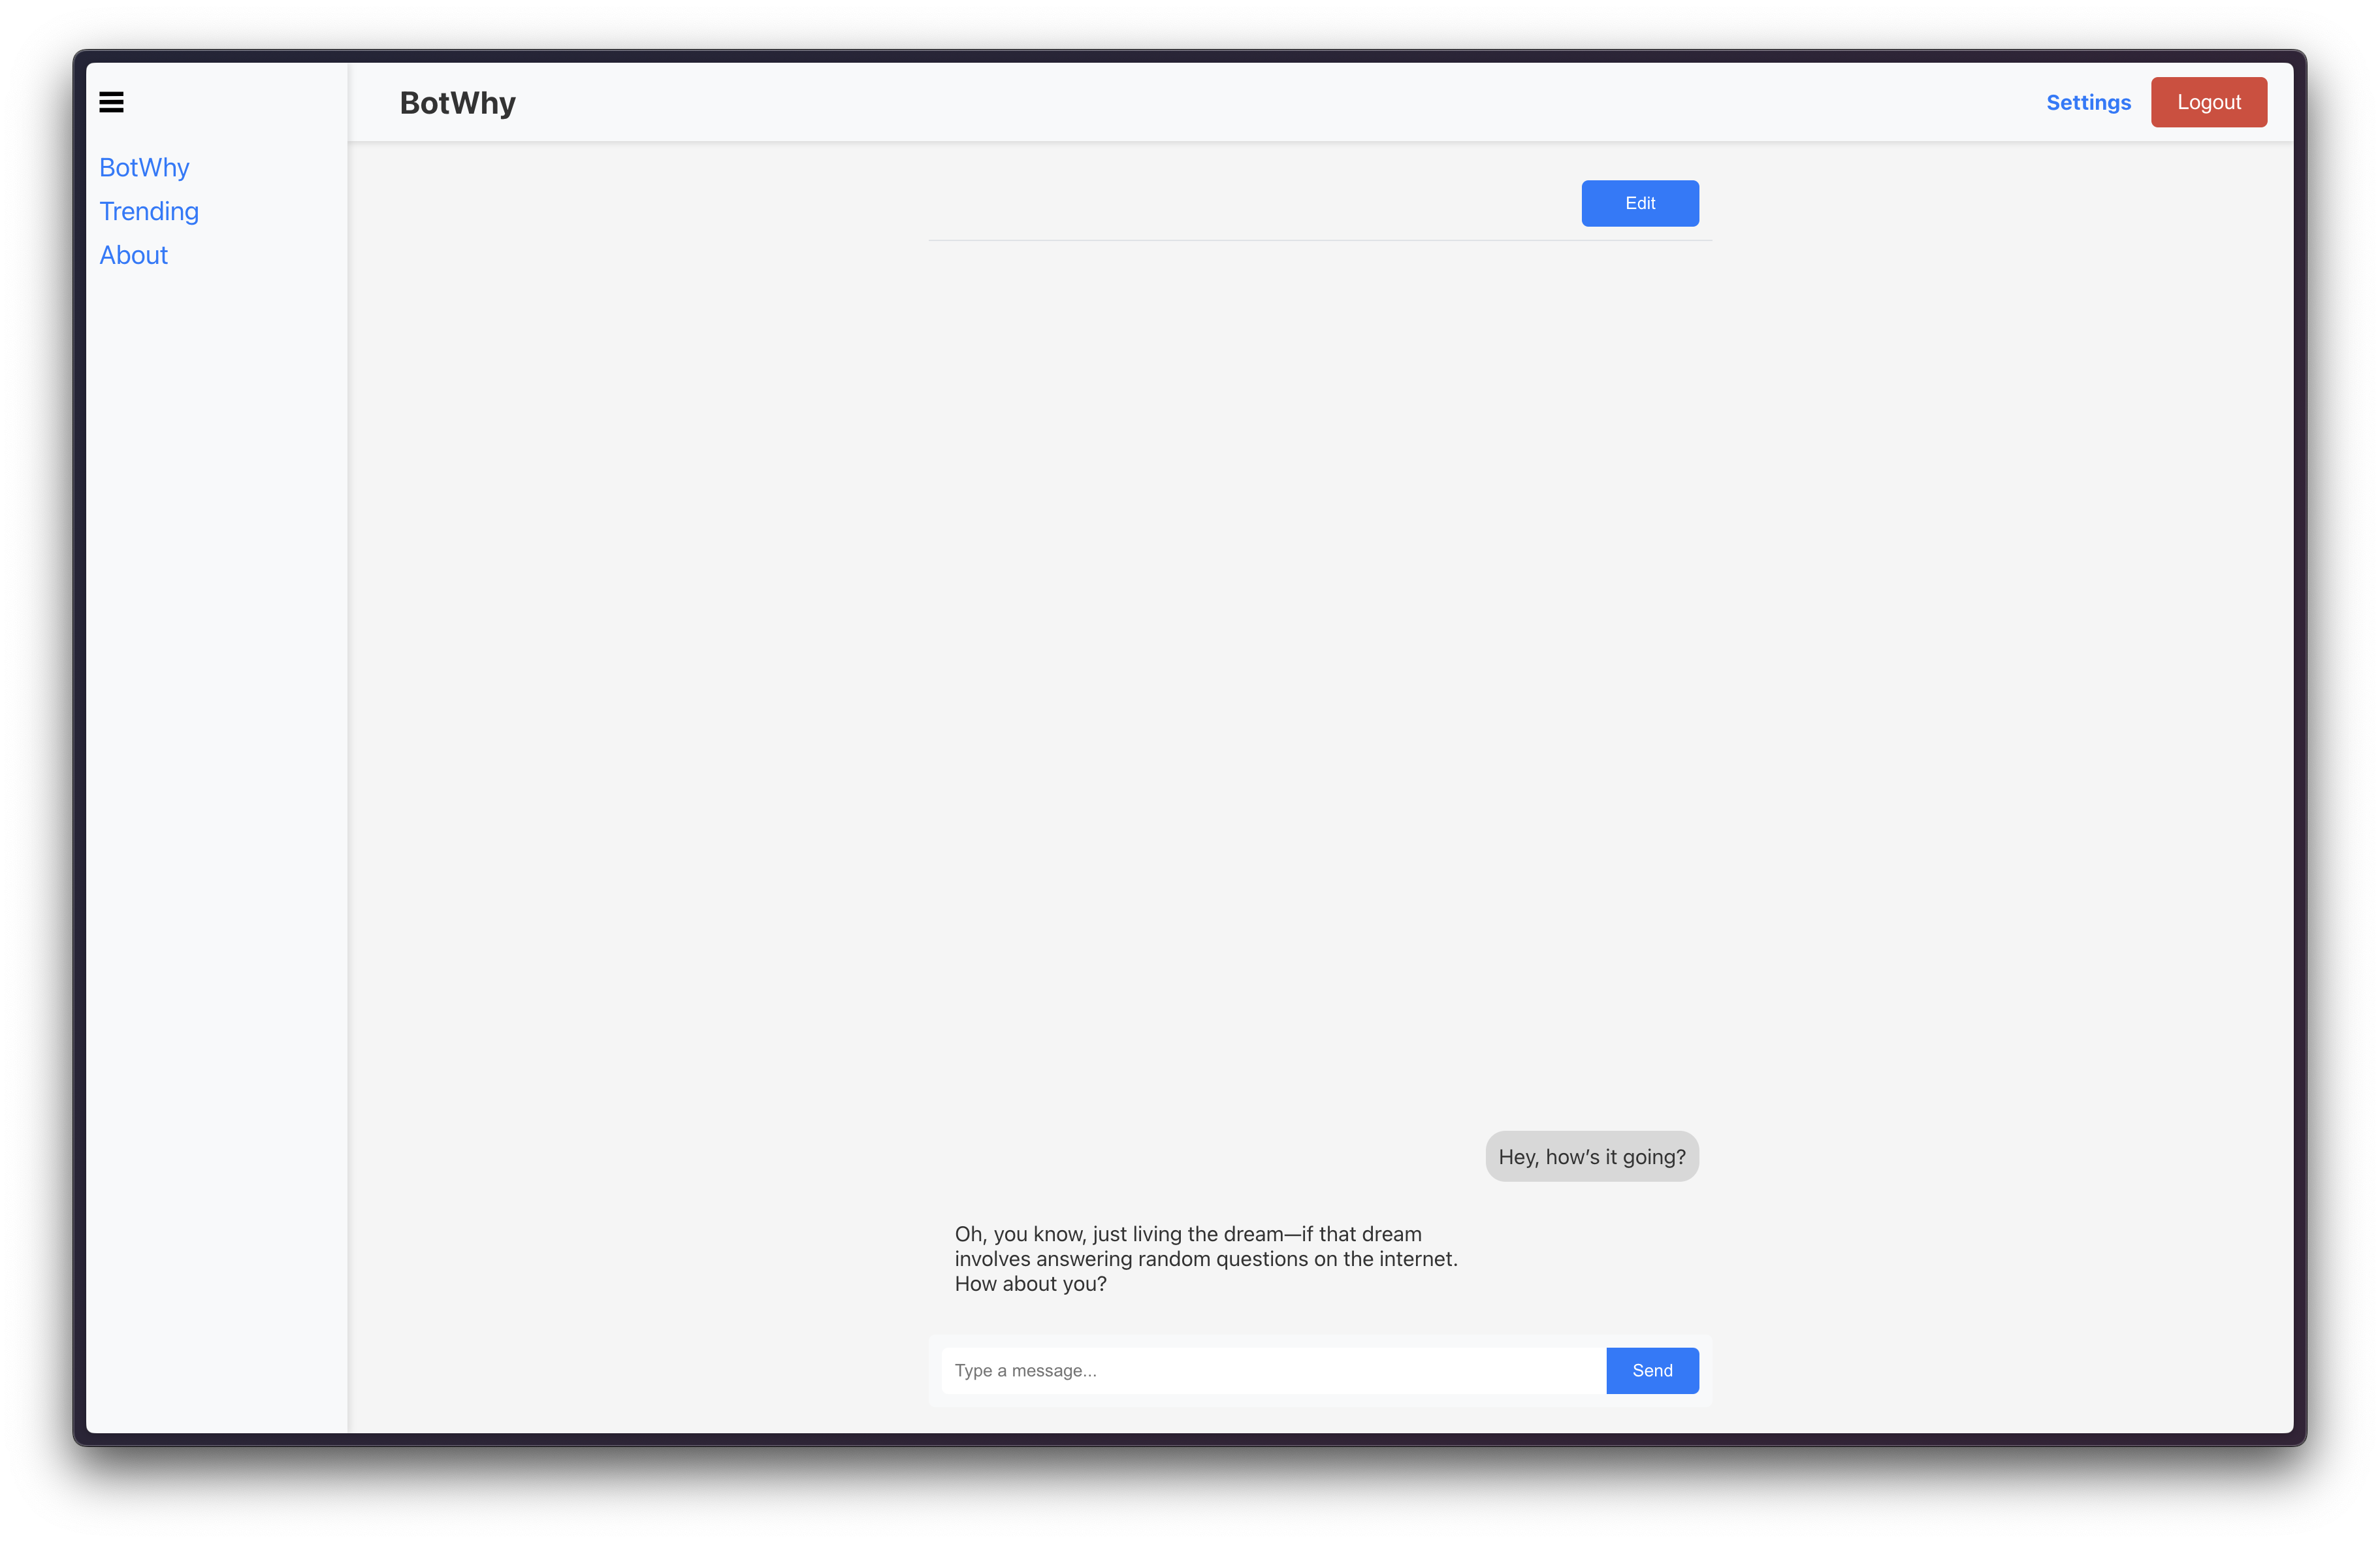 BotWhy
Settings
Logout
BotWhy
Trending
About
Edit
Hey, how’s it going?
Oh, you know, just living the dream—if that dream
involves answering random questions on the internet.
How about you?
Type a message...
Send